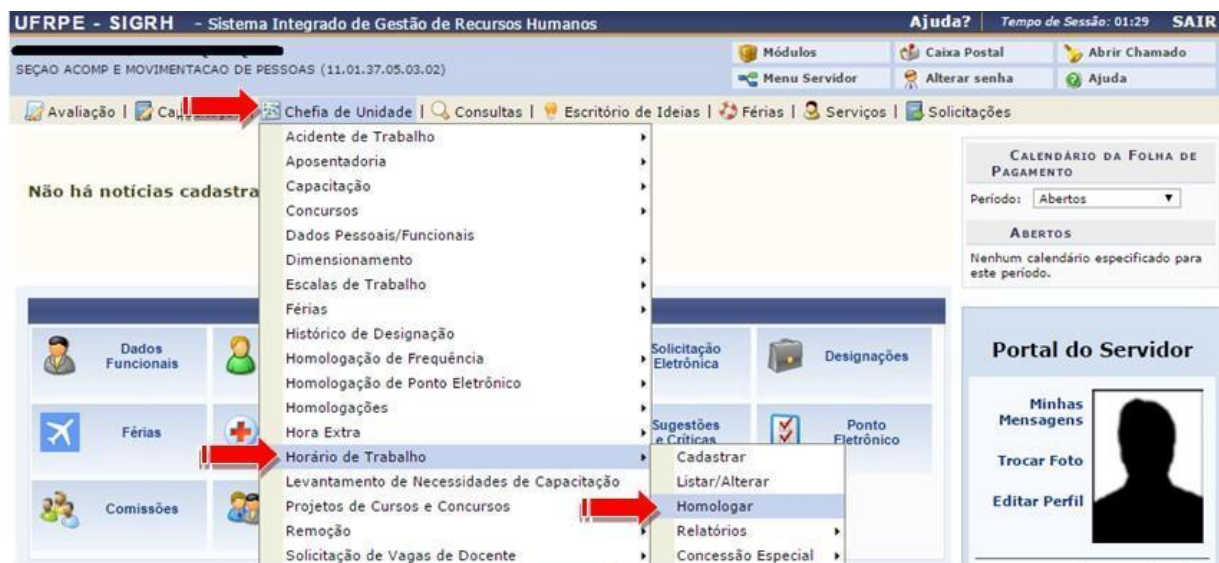 UFRPE - SIGRH - Sistema Integrado de Gestão de Recursos Humanos
Ajuda? Tempo de Sessão: 01:29 SAIR
SEÇAO ACOMP E MOVIMENTACAO DE PESSOAS (11.01.37.05.03.02)
Módulos Caixa Postal Abrir Chamado
Menu Servidor Alterar senha Ajuda
Avaliação | Chefia de Unidade | Consultas | Escritório de Ideias | Férias | Serviços | Solicitações
Não há notícias
Acidente de Trabalho
Aposentadoria
Capacitação
Concursos
Dados Pessoais/Funcionais
Dimensionamento
Escalas de Trabalho
Férias
Histórico de Designação
Homologação de Frequência
Homologação de Ponto Eletrônico
Homologações
Hora Extra
Horário de Trabalho
Levantamento de Necessidades de Capacitação
Projetos de Cursos e Concursos
Remoção
Solicitação de Vagas de Docente
Cadastrar
Listar/Alterar
Homologar
Relatórios
Concessão Especial
Dados
Funcionais
Férias
Comissões
Solicitação
Eletrônica
Designações
Sugestões
e Críticas
Ponto
Eletrônico
CALENDÁRIO DA FOLHA DE
PAGAMENTO
Período: Abertos
ABERTOS
Nenhum calendário especificado para
este período.
Portal do Servidor
Minhas
Mensagens
Trocar Foto
Editar Perfil